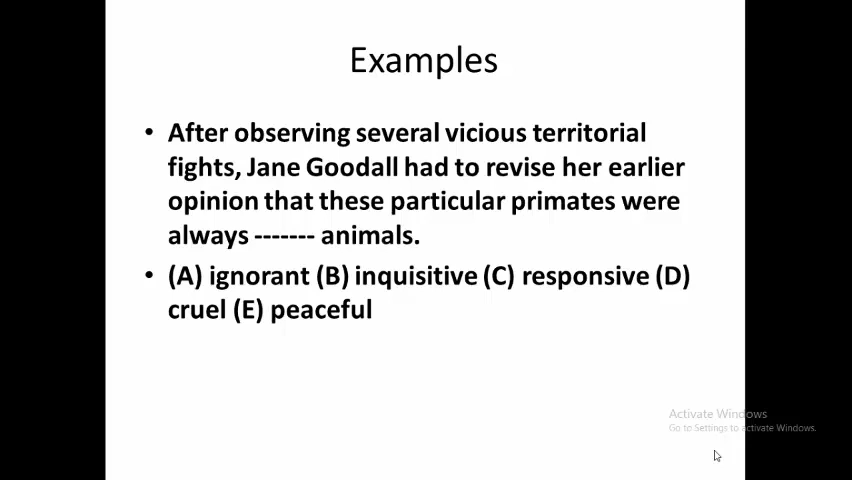 Examples
• After observing several vicious territorial
fights, Jane Goodall had to revise her earlier
opinion that these particular primates were
always ------- animals.
• (A) ignorant (B) inquisitive (C) responsive (D)
cruel (E) peaceful
Activate Windows
Go to Settings to activate Windows.